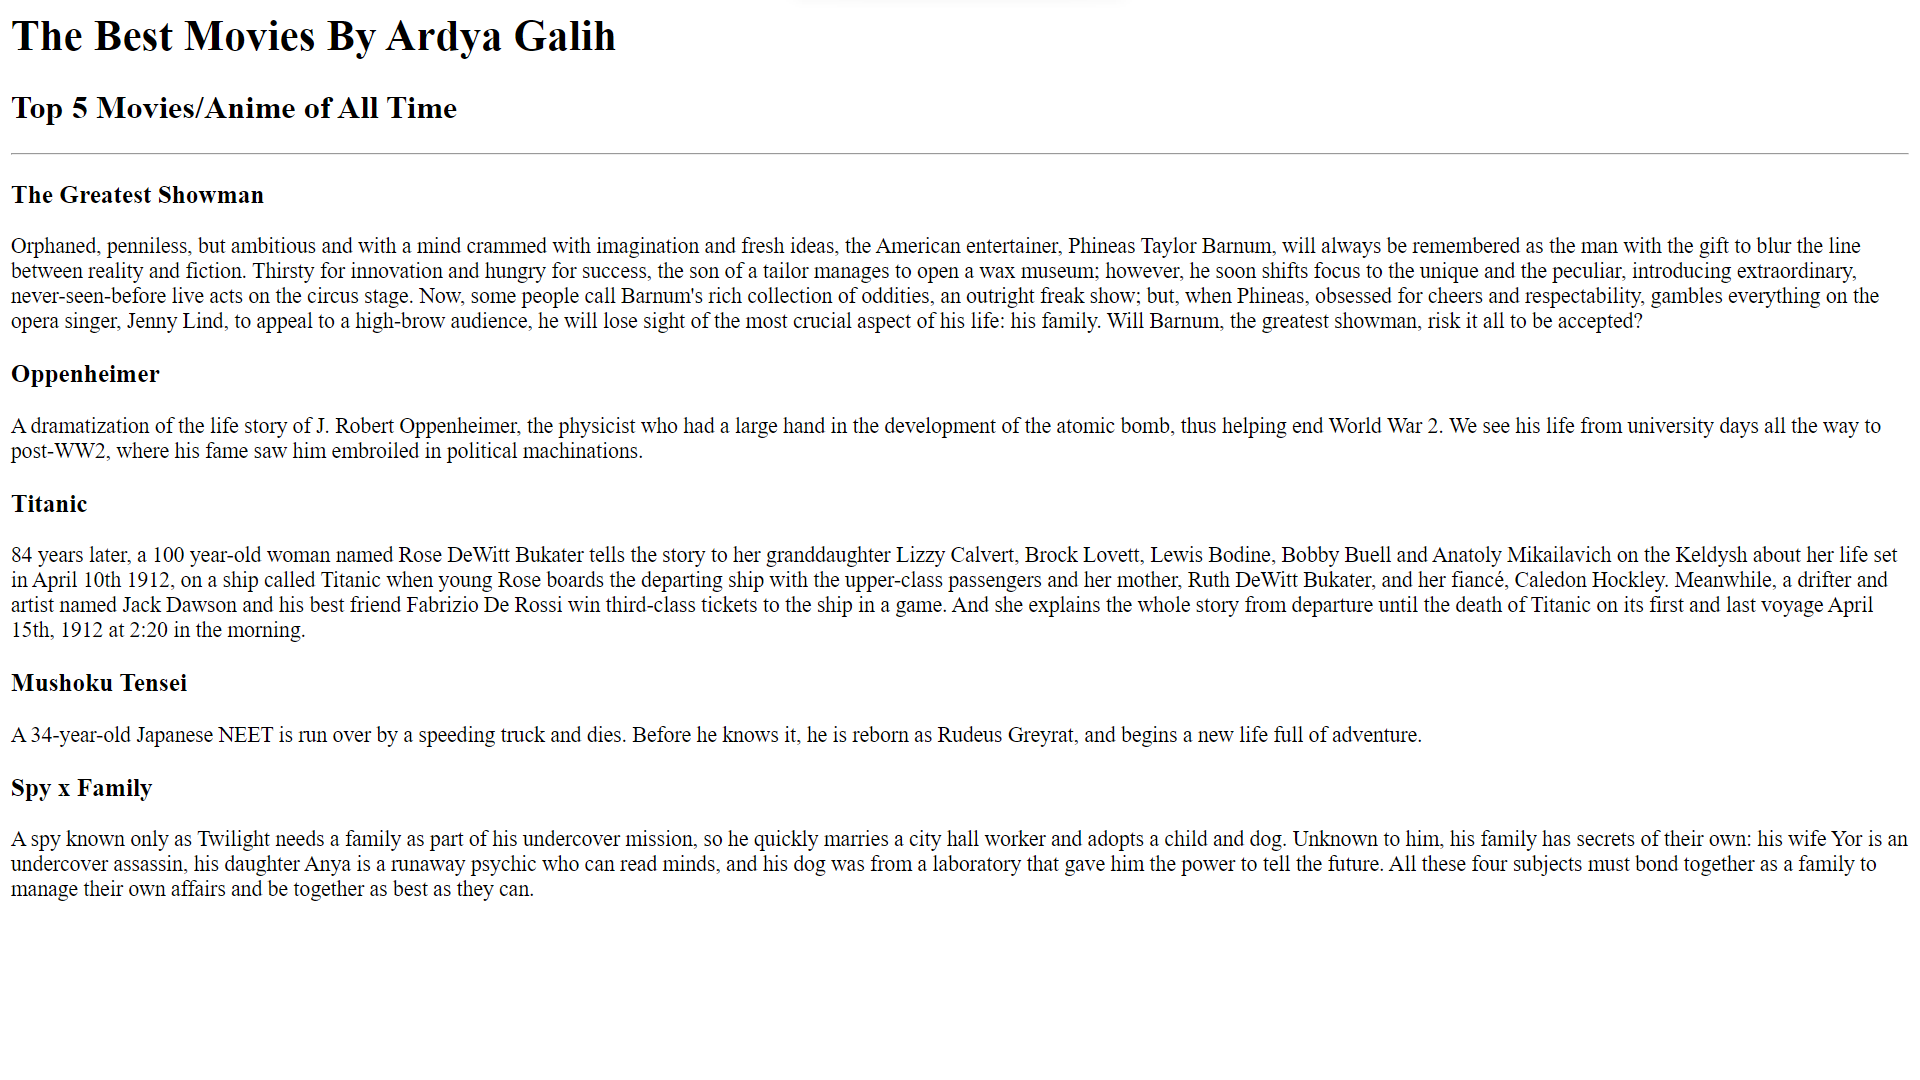 The Best Movies By Ardya Galih
Top 5 Movies/Anime of All Time
The Greatest Showman
Orphaned, penniless, but ambitious and with a mind crammed with imagination and fresh ideas, the American entertainer, Phineas Taylor Barnum, will always be remembered as the man with the gift to blur the line
between reality and fiction. Thirsty for innovation and hungry for success, the son of a tailor manages to open a wax museum; however, he soon shifts focus to the unique and the peculiar, introducing extraordinary,
never-seen-before live acts on the circus stage. Now, some people call Barnum's rich collection of oddities, an outright freak show; but, when Phineas, obsessed for cheers and respectability, gambles everything on the
opera singer, Jenny Lind, to appeal to a high-brow audience, he will lose sight of the most crucial aspect of his life: his family. Will Barnum, the greatest showman, risk it all to be accepted?
Oppenheimer
A dramatization of the life story of J. Robert Oppenheimer, the physicist who had a large hand in the development of the atomic bomb, thus helping end World War 2. We see his life from university days all the way to
post-WW2, where his fame saw him embroiled in political machinations.
Titanic
84 years later, a 100 year-old woman named Rose DeWitt Bukater tells the story to her granddaughter Lizzy Calvert, Brock Lovett, Lewis Bodine, Bobby Buell and Anatoly Mikailavich on the Keldysh about her life set
in April 10th 1912, on a ship called Titanic when young Rose boards the departing ship with the upper-class passengers and her mother, Ruth DeWitt Bukater, and her fiancé, Caledon Hockley. Meanwhile, a drifter and
artist named Jack Dawson and his best friend Fabrizio De Rossi win third-class tickets to the ship in a game. And she explains the whole story from departure until the death of Titanic on its first and last voyage April
15th, 1912 at 2:20 in the morning.
Mushoku Tensei
A 34-year-old Japanese NEET is run over by a speeding truck and dies. Before he knows it, he is reborn as Rudeus Greyrat, and begins a new life full of adventure.
Spy x Family
A spy known only as Twilight needs a family as part of his undercover mission, so he quickly marries a city hall worker and adopts a child and dog. Unknown to him, his family has secrets of their own: his wife Yor is an
undercover assassin, his daughter Anya is a runaway psychic who can read minds, and his dog was from a laboratory that gave him the power to tell the future. All these four subjects must bond together as a family to
manage their own affairs and be together as best as they can.